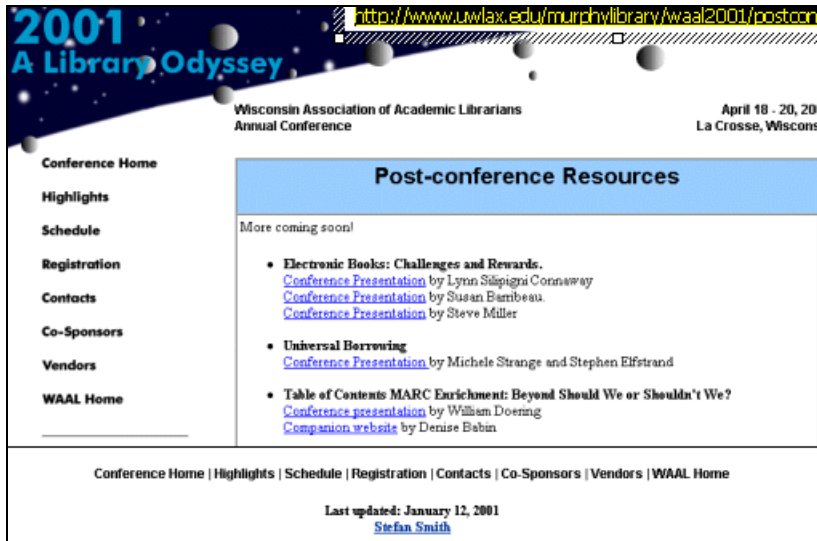 2001
A Library Odyssey
http://www.uwlax.edu/murphylibrary/waal2001/postcon
Wisconsin Association of Academic Librarians
Annual Conference
April 18 - 20, 20
La Crosse, Wiscons
Conference Home
Highlights
Schedule
Registration
Contacts
Co-Sponsors
Vendors
WAAL Home
Post-conference Resources
More coming soon!
• Electronic Books: Challenges and Rewards.
Conference Presentation by Lynn Silipigni Connaway
Conference Presentation by Susan Barribeau.
Conference Presentation by Steve Miller
• Universal Borrowing
Conference Presentation by Michele Strange and Stephen Elfstrand
• Table of Contents MARC Enrichment: Beyond Should We or Shouldn't We?
Conference presentation by William Doering
Companion website by Denise Babin
Conference Home | Highlights | Schedule | Registration | Contacts | Co-Sponsors | Vendors | WAAL Home
Last updated: January 12, 2001
Stefan Smith